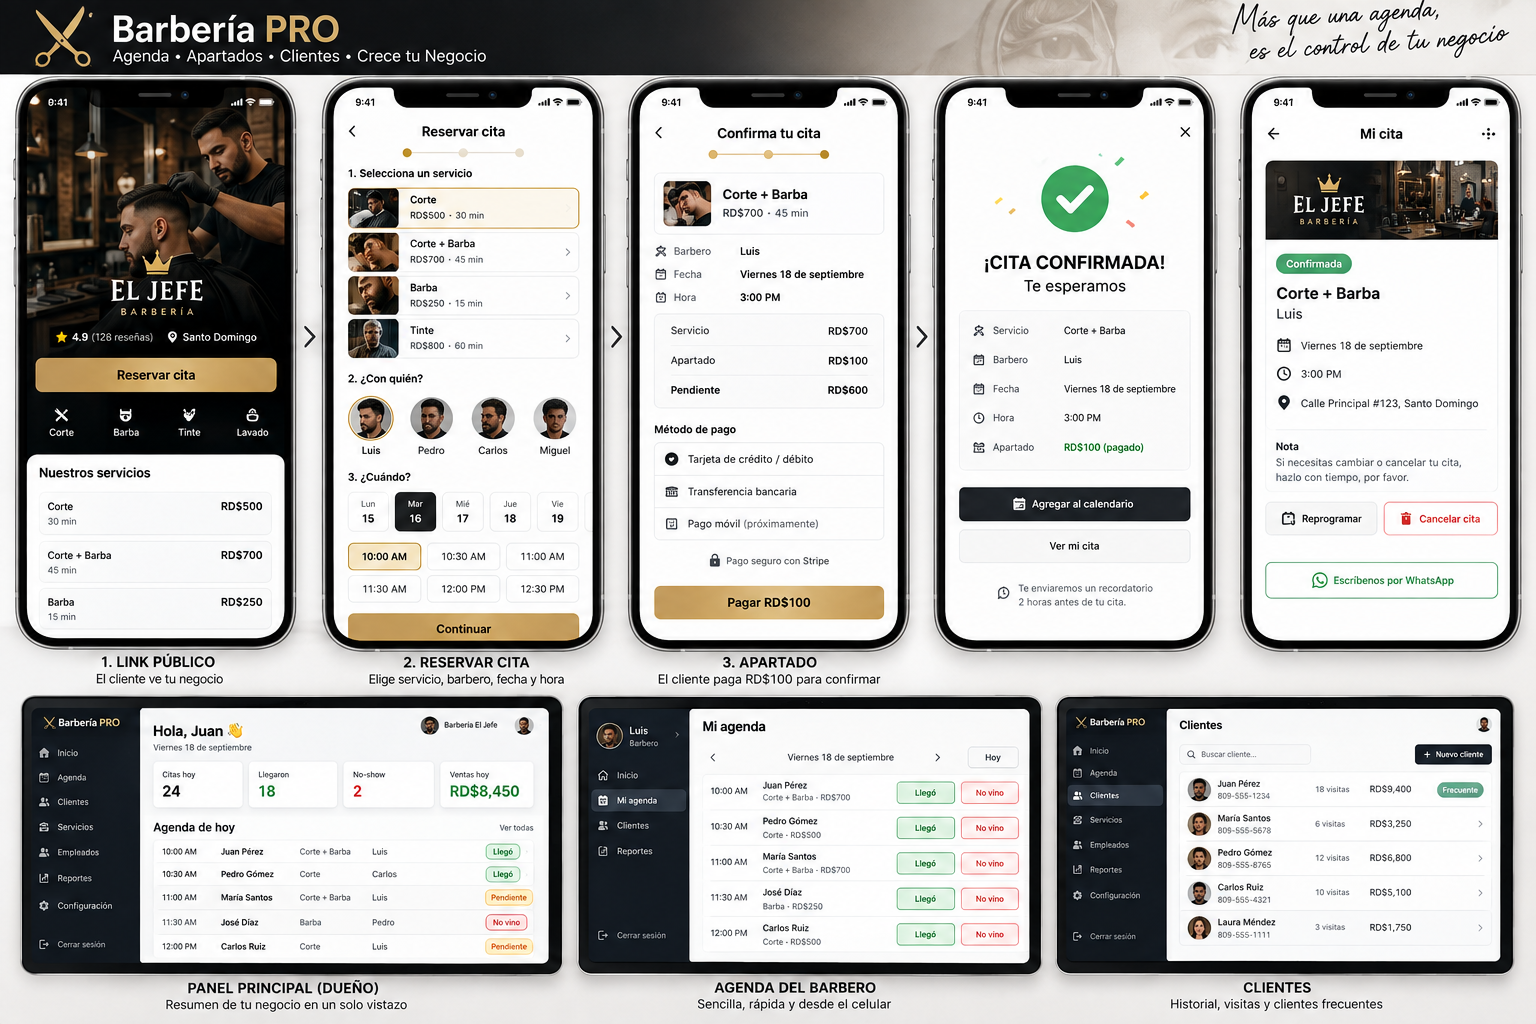 Barbería PRO
Agenda • Apartados • Clientes • Crece tu Negocio
Más que una agenda,
es el control de tu negocio
9:41
EL JEFE
BARBERÍA
4.9 (128 reseñas) Santo Domingo
Reservar cita
Corte Barba Tinte Lavado
Nuestros servicios
Corte RD$500
30 min
Corte + Barba RD$700
45 min
Barba RD$250
15 min
1. LINK PÚBLICO
El cliente ve tu negocio
9:41
Reservar cita
1. Selecciona un servicio
Corte
RD$500 • 30 min
Corte + Barba
RD$700 • 45 min
Barba
RD$250 • 15 min
Tinte
RD$800 • 60 min
2. ¿Con quién?
Luis Pedro Carlos Miguel
3. ¿Cuándo?
Lun Mar Mié Jue Vie
15 16 17 18 19
10:00 AM 10:30 AM 11:00 AM
11:30 AM 12:00 PM 12:30 PM
Continuar
2. RESERVAR CITA
Elige servicio, barbero, fecha y hora
9:41
Confirma tu cita
Corte + Barba
RD$700 • 45 min
Barbero Luis
Fecha Viernes 18 de septiembre
Hora 3:00 PM
Servicio RD$700
Apartado RD$100
Pendiente RD$600
Método de pago
Tarjeta de crédito / débito
Transferencia bancaria
Pago móvil (próximamente)
Pago seguro con Stripe
Pagar RD$100
3. APARTADO
El cliente paga RD$100 para confirmar
9:41
¡CITA CONFIRMADA!
Te esperamos
Servicio Corte + Barba
Barbero Luis
Fecha Viernes 18 de septiembre
Hora 3:00 PM
Apartado RD$100 (pagado)
Agregar al calendario
Ver mi cita
Te enviaremos un recordatorio
2 horas antes de tu cita.
9:41
Mi cita
EL JEFE
BARBERÍA
Confirmada
Corte + Barba
Luis
Viernes 18 de septiembre
3:00 PM
Calle Principal #123, Santo Domingo
Nota
Si necesitas cambiar o cancelar tu cita,
hazlo con tiempo, por favor.
Reprogramar Cancelar cita
Escríbenos por WhatsApp
Barbería PRO
Inicio
Agenda
Clientes
Servicios
Empleados
Reportes
Configuración
Cerrar sesión
Hola, Juan
Viernes 18 de septiembre
Barbería El Jefe
Citas hoy Llegaron No-show Ventas hoy
24 18 2 RD$8,450
Agenda de hoy Ver todas
10:00 AM Juan Pérez Corte + Barba Luis Llegó
10:30 AM Pedro Gómez Corte Carlos Llegó
11:00 AM María Santos Corte + Barba Luis Pendiente
11:30 AM José Díaz Barba Pedro No vino
12:00 PM Carlos Ruiz Corte Luis Pendiente
PANEL PRINCIPAL (DUEÑO)
Resumen de tu negocio en un solo vistazo
Luis
Barbero
Inicio
Mi agenda
Clientes
Reportes
Cerrar sesión
Mi agenda
Viernes 18 de septiembre Hoy
10:00 AM Juan Pérez Llegó No vino
Corte + Barba - RD$700
10:30 AM Pedro Gómez Llegó No vino
Corte - RD$500
11:00 AM María Santos Llegó No vino
Corte + Barba - RD$700
11:30 AM José Díaz Llegó No vino
Barba - RD$250
12:00 PM Carlos Ruiz Llegó No vino
Corte - RD$500
AGENDA DEL BARBERO
Sencilla, rápida y desde el celular
Barbería PRO
Inicio
Agenda
Clientes
Servicios
Empleados
Reportes
Configuración
Cerrar sesión
Clientes
Buscar cliente... + Nuevo cliente
Juan Pérez 18 visitas RD$9,400 Frecuente
809-555-1234
María Santos 6 visitas RD$3,250
809-555-5678
Pedro Gómez 12 visitas RD$6,800
809-555-8765
Carlos Ruiz 10 visitas RD$5,100
809-555-4321
Laura Méndez 3 visitas RD$1,750
809-555-1111
CLIENTES
Historial, visitas y clientes frecuentes